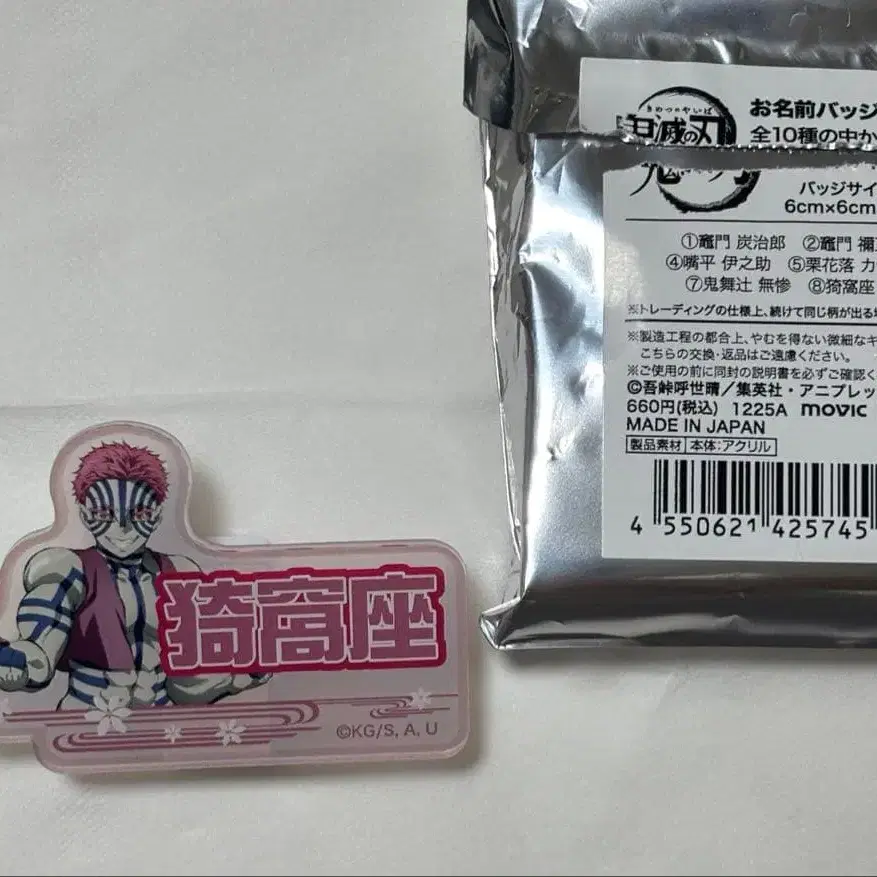 きめつのやいば
鬼滅の刃
お名前バッジ
全10種の中か
バッジサイ
6cm×6cm
①竈門 炭治郎 ②竈門 禰
④嘴平 伊之助 ⑤栗花落 カ
⑦鬼舞辻 無惨 ⑧猗窩座
※トレーディングの仕様上、続けて同じ柄が出る
※製造工程の都合上、やむを得ない微細なキ
こちらの交換・返品はご遠慮ください。
※ご使用の前に同封の説明書を必ずご確認く
©吾峠呼世晴/集英社・アニプレッ
660円(税込) 1225A movic
MADE IN JAPAN
製品素材 本体:アクリル
4 550621 425745
猗窩座
©KG/S, A, U